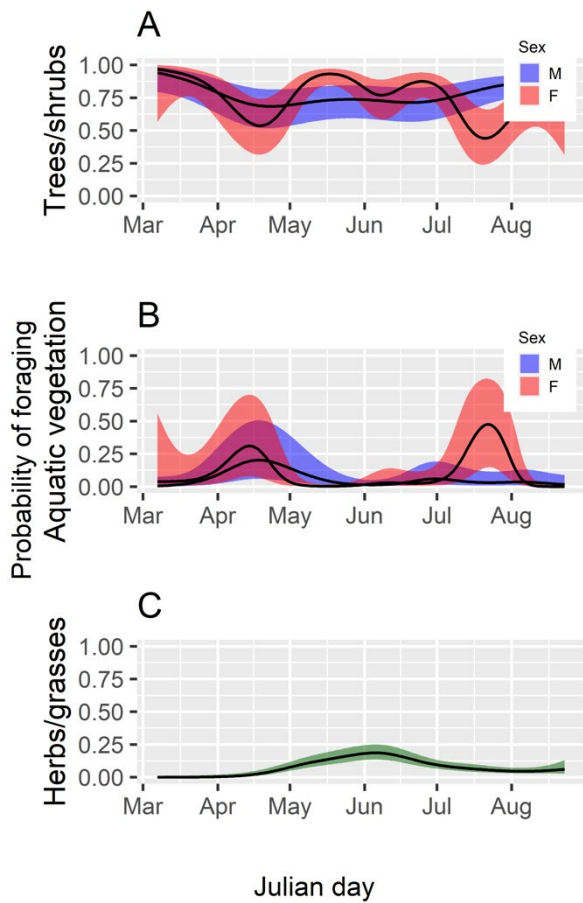 A
Trees/shrubs
1.00
0.75
0.50
0.25
0.00
Mar Apr May Jun Jul Aug
Sex
M
F
B
Probability of foraging
Aquatic vegetation
1.00
0.75
0.50
0.25
0.00
Mar Apr May Jun Jul Aug
Sex
M
F
C
Herbs/grasses
1.00
0.75
0.50
0.25
0.00
Mar Apr May Jun Jul Aug
Julian day